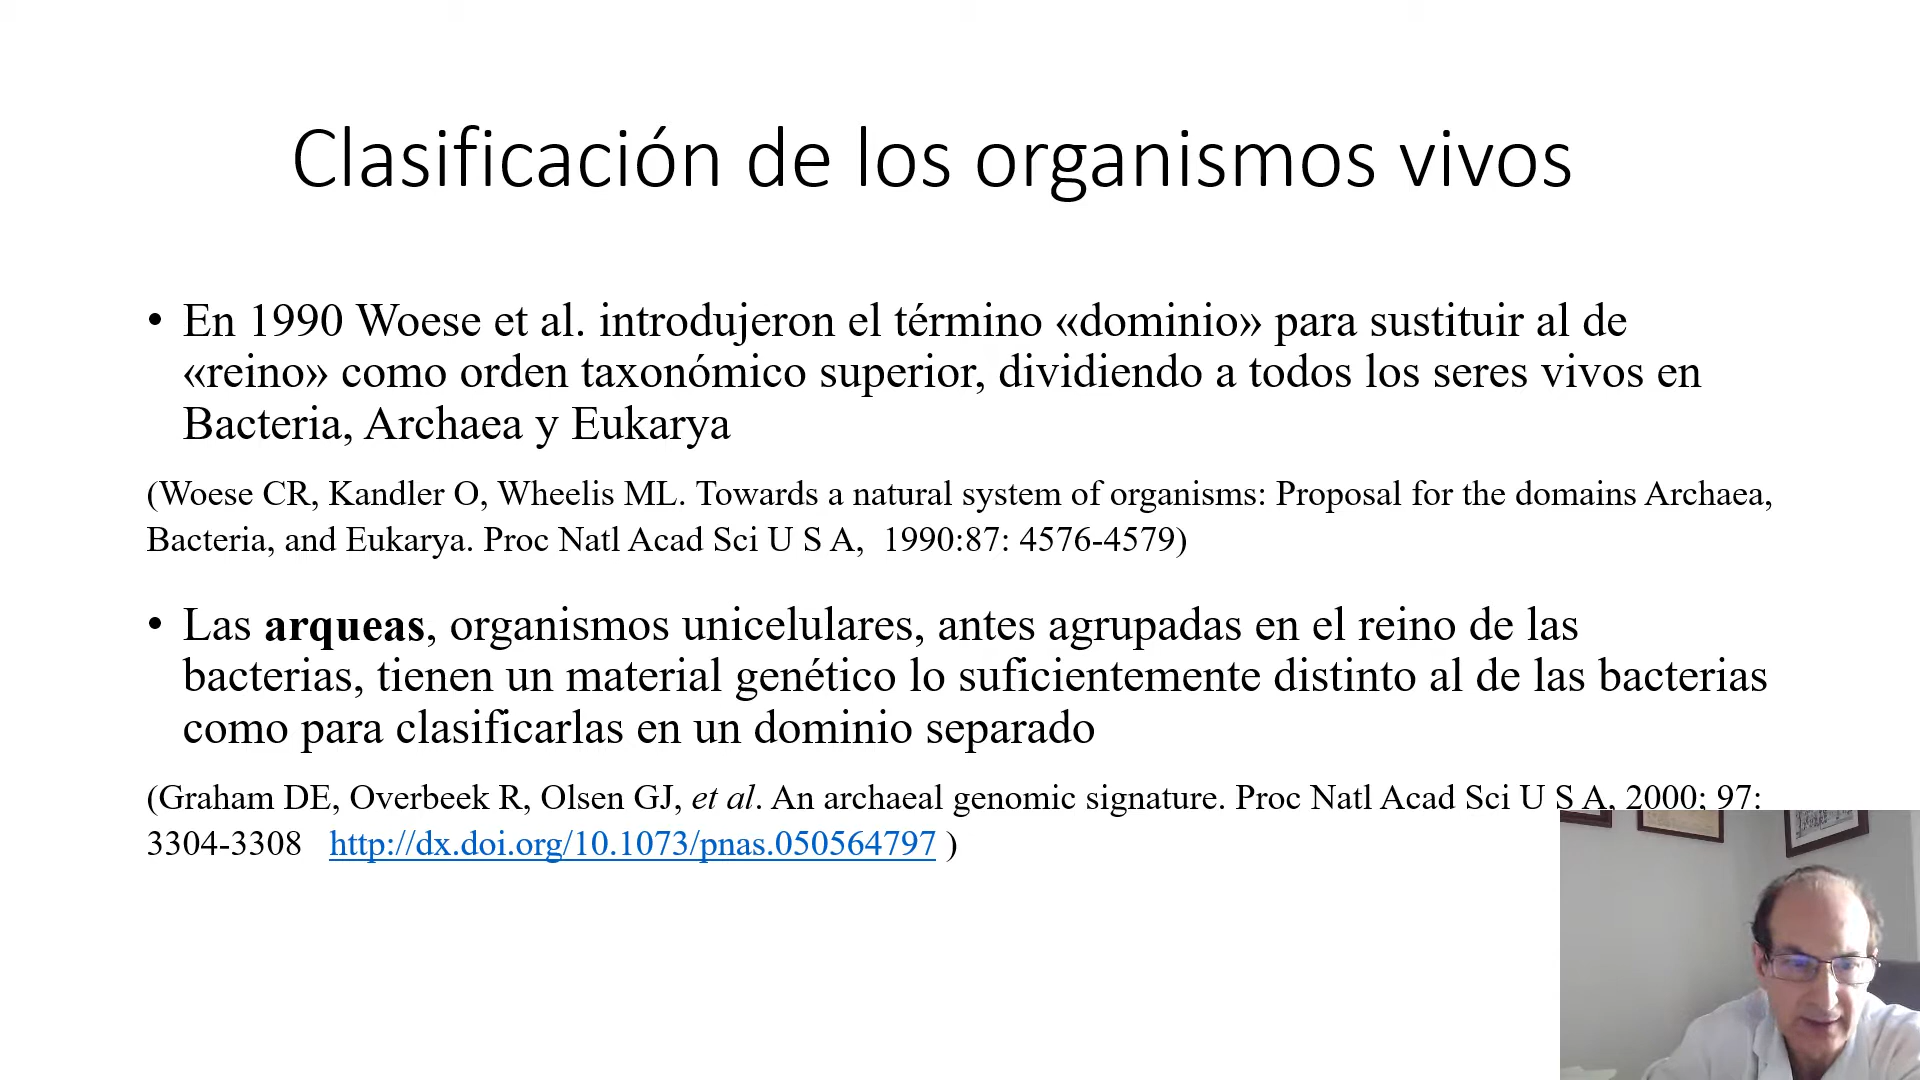 Clasificación de los organismos vivos
• En 1990 Woese et al. introdujeron el término «dominio» para sustituir al de
«reino» como orden taxonómico superior, dividiendo a todos los seres vivos en
Bacteria, Archaea y Eukarya
(Woese CR, Kandler O, Wheelis ML. Towards a natural system of organisms: Proposal for the domains Archaea,
Bacteria, and Eukarya. Proc Natl Acad Sci U S A,  1990:87: 4576-4579)
• Las arqueas, organismos unicelulares, antes agrupadas en el reino de las
bacterias, tienen un material genético lo suficientemente distinto al de las bacterias
como para clasificarlas en un dominio separado
(Graham DE, Overbeek R, Olsen GJ, et al. An archaeal genomic signature. Proc Natl Acad Sci U S A, 2000; 97:
3304-3308   http://dx.doi.org/10.1073/pnas.050564797 )